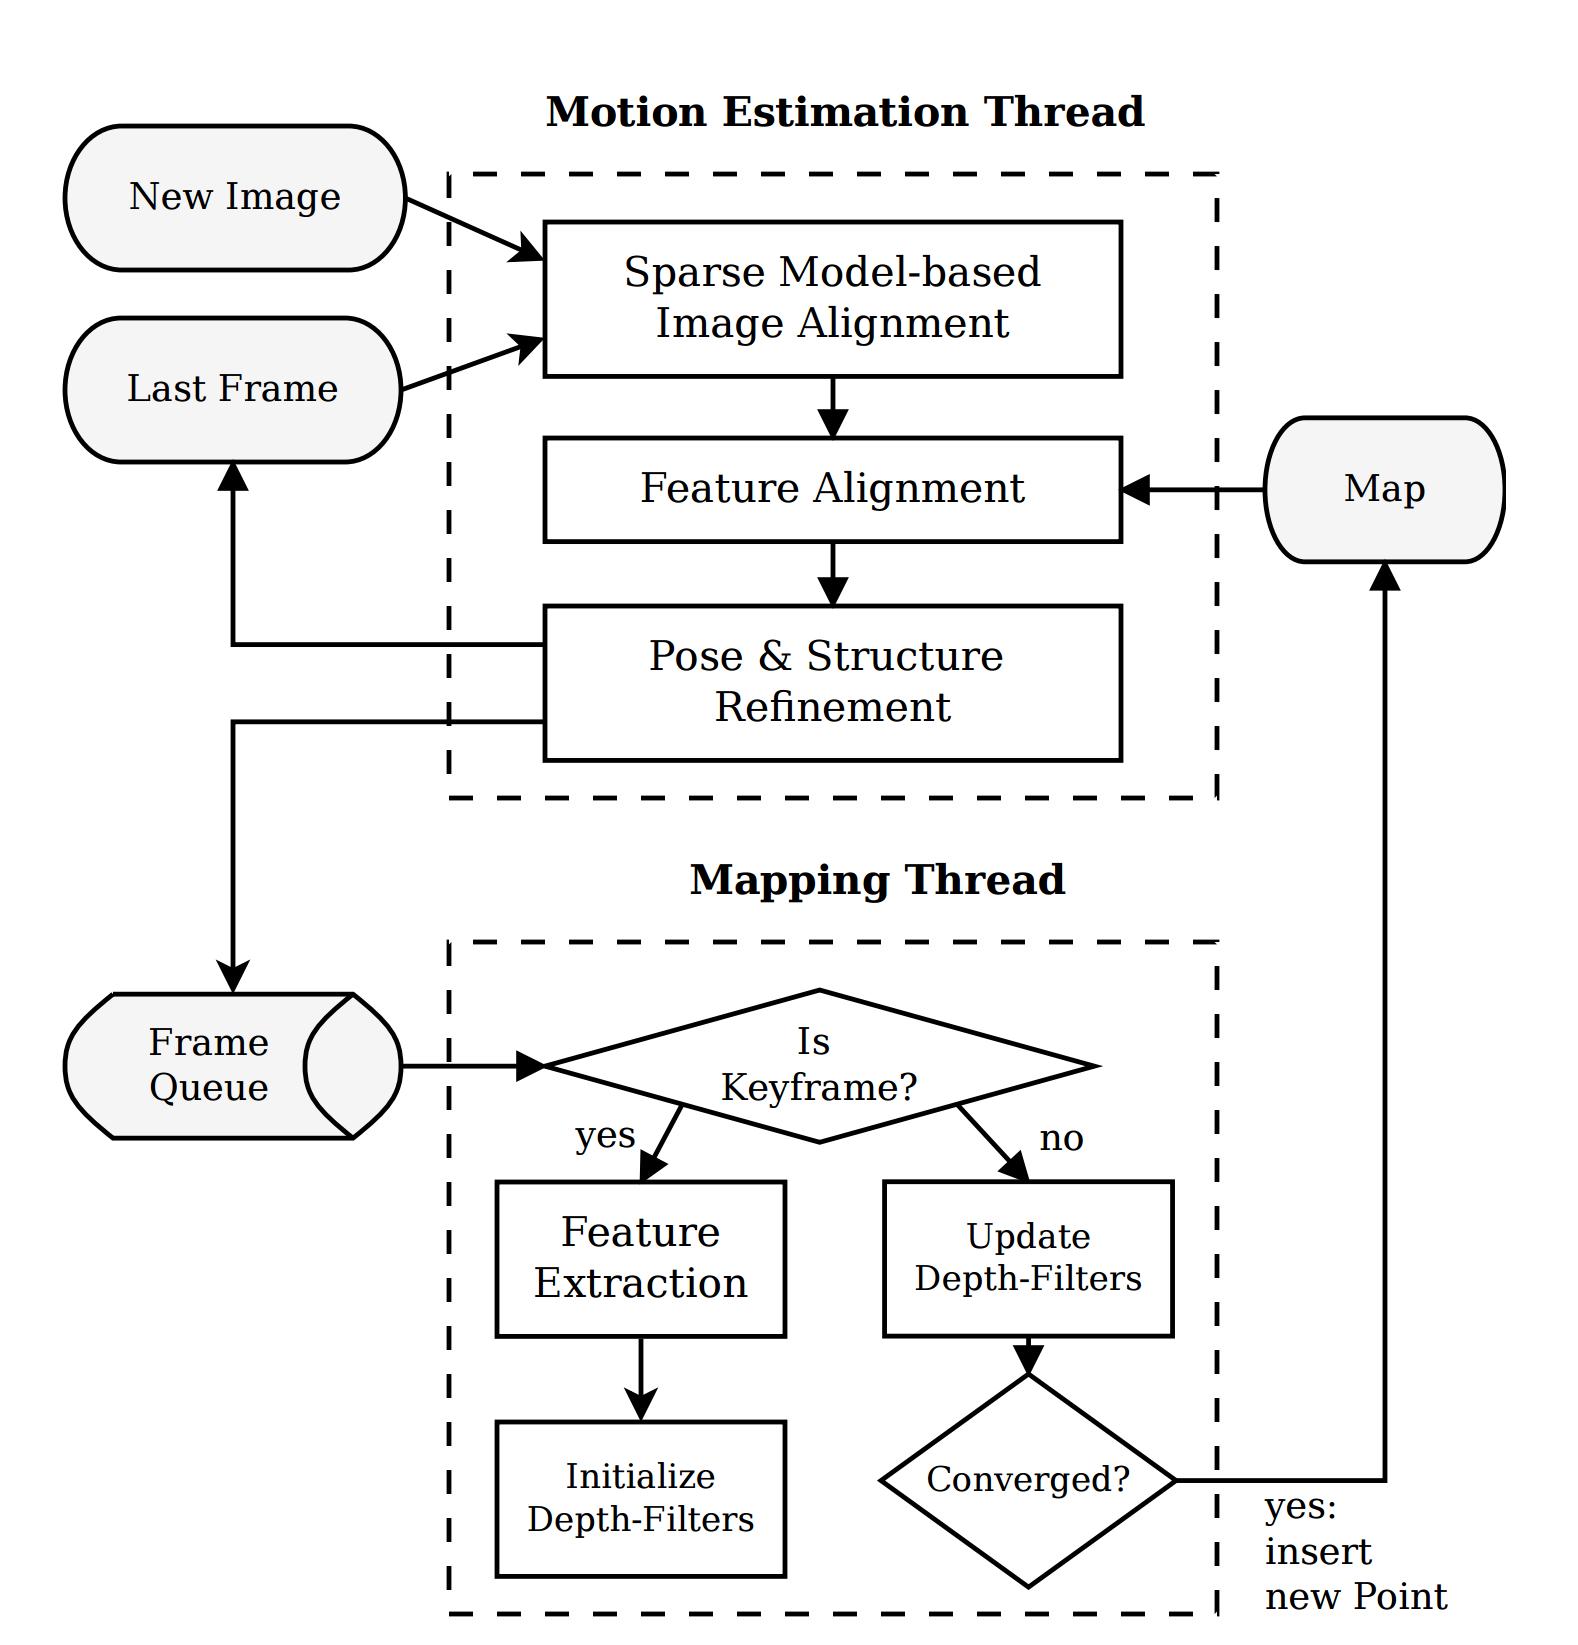 Motion Estimation Thread
New Image
Sparse Model-based
Image Alignment
Last Frame
Feature Alignment
Map
Pose & Structure
Refinement
Mapping Thread
Frame
Queue
Is
Keyframe?
yes
no
Feature
Extraction
Update
Depth-Filters
Initialize
Depth-Filters
Converged?
yes:
insert
new Point